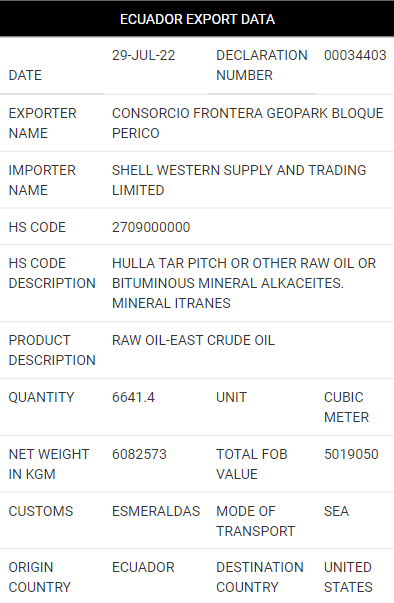 ECUADOR EXPORT DATA
DATE 29-JUL-22 DECLARATION NUMBER 00034403
EXPORTER NAME CONSORCIO FRONTERA GEOPARK BLOQUE
PERICO
IMPORTER NAME SHELL WESTERN SUPPLY AND TRADING
LIMITED
HS CODE 2709000000
HS CODE DESCRIPTION HULLA TAR PITCH OR OTHER RAW OIL OR
BITUMINOUS MINERAL ALKACEITES.
MINERAL ITRANES
PRODUCT DESCRIPTION RAW OIL-EAST CRUDE OIL
QUANTITY 6641.4 UNIT CUBIC METER
NET WEIGHT IN KGM 6082573 TOTAL FOB VALUE 5019050
CUSTOMS ESMERALDAS MODE OF TRANSPORT SEA
ORIGIN COUNTRY ECUADOR DESTINATION COUNTRY UNITED STATES